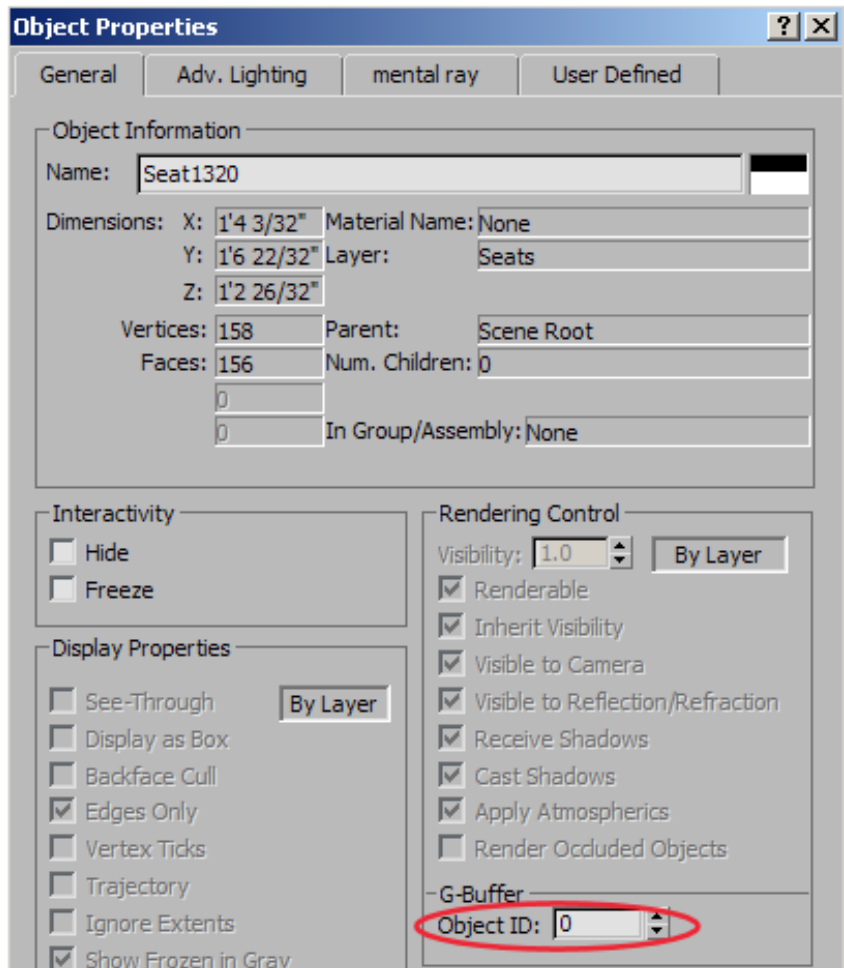 Object Properties
General Adv. Lighting mental ray User Defined
Object Information
Name: Seat1320
Dimensions: X: 1'4 3/32" Material Name: None
Y: 1'6 22/32" Layer: Seats
Z: 1'2 26/32"
Vertices: 158 Parent: Scene Root
Faces: 156 Num. Children: 0
0
0 In Group/Assembly: None
Interactivity
Hide
Freeze
Display Properties
See-Through By Layer
Display as Box
Backface Cull
Edges Only
Vertex Ticks
Trajectory
Ignore Extents
Show Frozen in Gray
Rendering Control
Visibility: 1.0 By Layer
Renderable
Inherit Visibility
Visible to Camera
Visible to Reflection/Refraction
Receive Shadows
Cast Shadows
Apply Atmospherics
Render Occluded Objects
G-Buffer
Object ID: 0